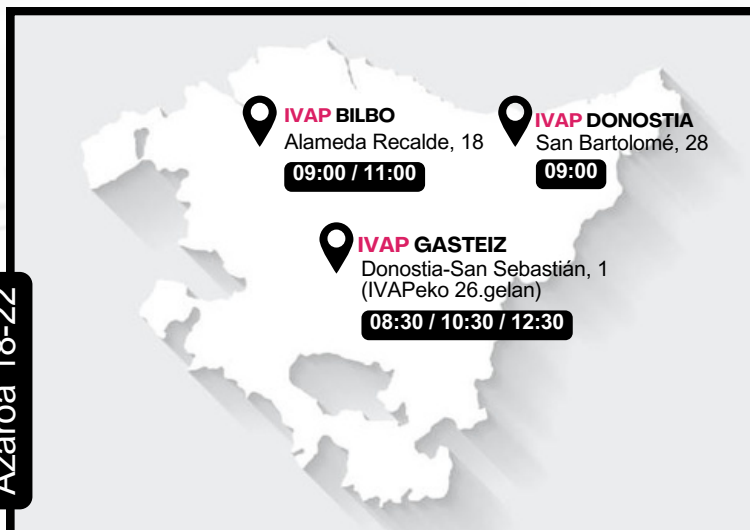 IVAP BILBO
Alameda Recalde, 18
09:00 / 11:00
IVAP DONOSTIA
San Bartolomé, 28
09:00
IVAP GASTEIZ
Donostia-San Sebastián, 1
(IVAPeko 26.gelan)
08:30 / 10:30 / 12:30
Azaroa 18-22